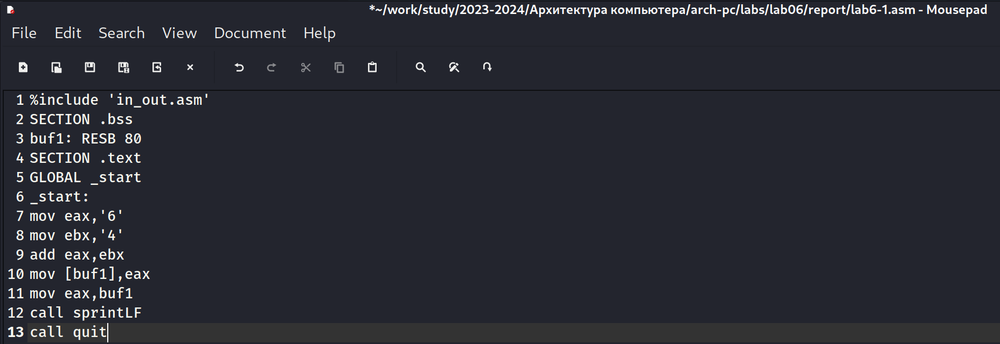 *~/work/study/2023-2024/Архитектура компьютера/arch-pc/labs/lab06/report/lab6-1.asm - Mousepad
File Edit Search View Document Help
1 %include 'in_out.asm'
2 SECTION .bss
3 buf1: RESB 80
4 SECTION .text
5 GLOBAL _start
6 _start:
7 mov eax,'6'
8 mov ebx,'4'
9 add eax,ebx
10 mov [buf1],eax
11 mov eax,buf1
12 call sprintLF
13 call quit